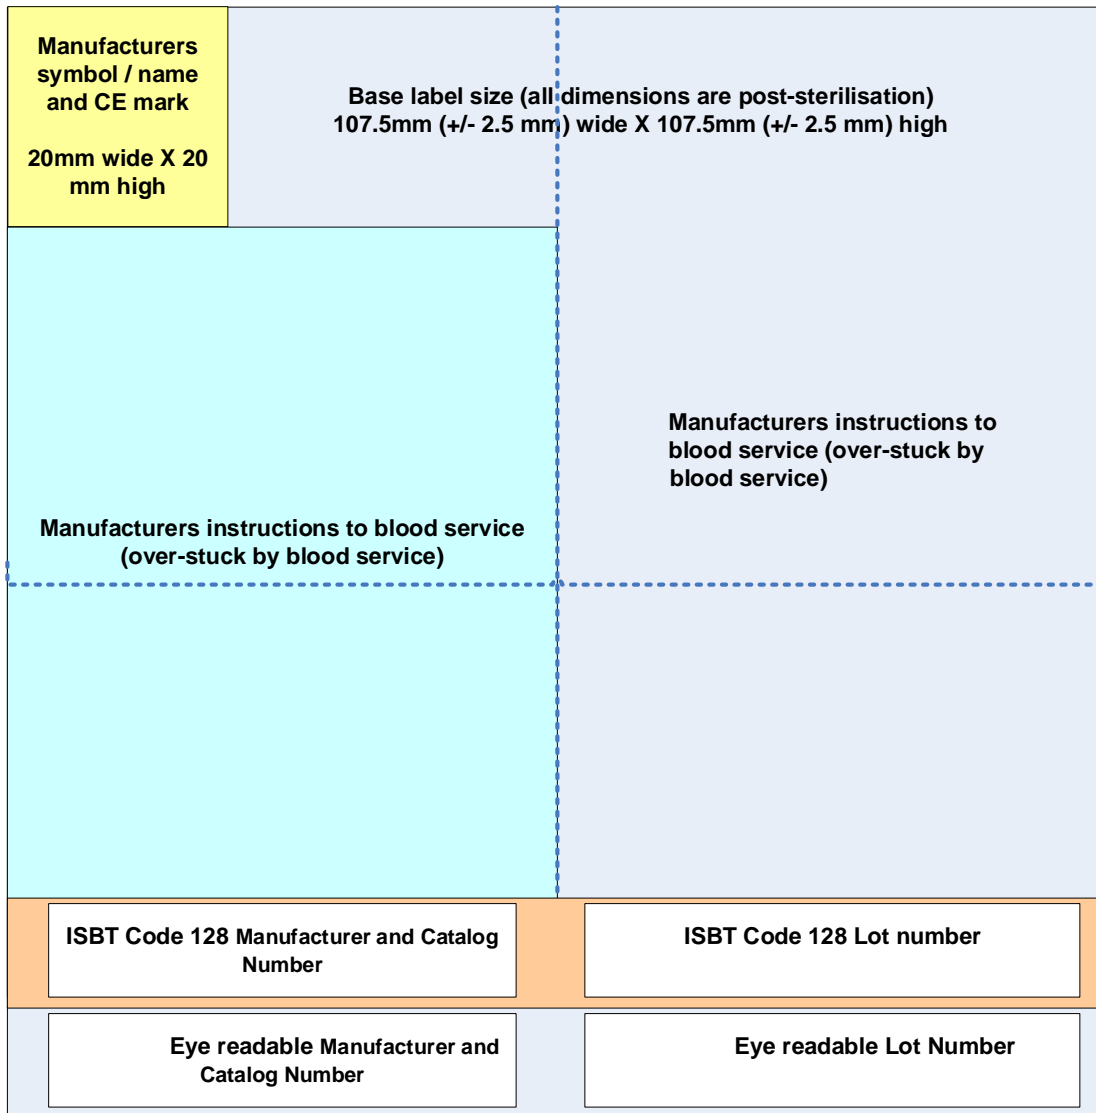 Manufacturers
symbol / name
and CE mark
20mm wide X 20
mm high
Base label size (all dimensions are post-sterilisation)
107.5mm (+/- 2.5 mm) wide X 107.5mm (+/- 2.5 mm) high
Manufacturers instructions to
blood service (over-stuck by
blood service)
Manufacturers instructions to blood service
(over-stuck by blood service)
ISBT Code 128 Manufacturer and Catalog
Number
ISBT Code 128 Lot number
Eye readable Manufacturer and
Catalog Number
Eye readable Lot Number